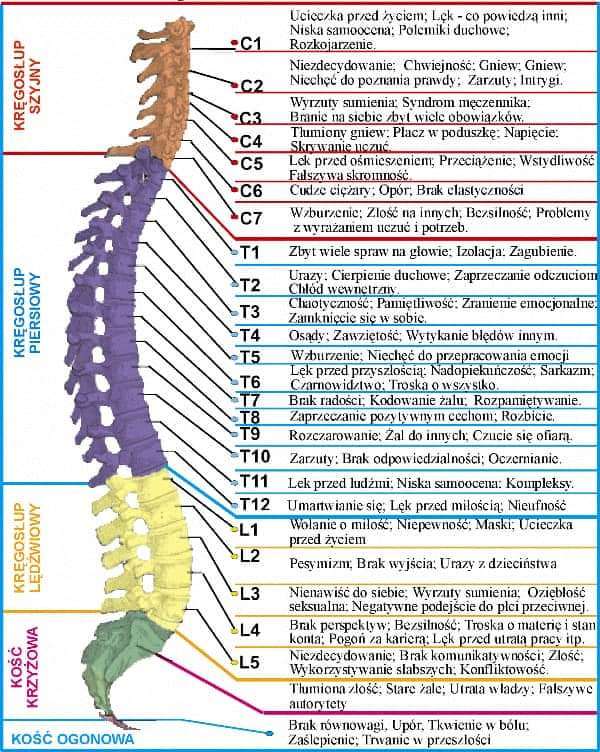 KRĘGOSŁUP
SZYJNY
C1
Ucieczka przed życiem; Lęk - co powiedzą inni;
Niska samoocena; Polemiki duchowe;
Rozkojarzenie.
C2
Niezdecydowanie; Chwiejność; Gniew; Gniew;
Niechęć do poznania prawdy; Zarzuty; Intrygi.
C3
Wyrzuty sumienia; Syndrom męczennika;
Branie na siebie zbyt wiele obowiązków.
C4
Tłumiony gniew; Płacz w poduszkę; Napięcie;
Skrywanie uczuć.
C5
Lęk przed ośmieszeniem; Przeciążenie; Wstydliwość
Fałszywa skromność.
C6
Cudze ciężary; Opór; Brak elastyczności
C7
Wzburzenie; Złość na innych; Bezsilność; Problemy
z wyrażaniem uczuć i potrzeb.
KRĘGOSŁUP
PIERSIOWY
T1
Zbyt wiele spraw na głowie; Izolacja; Zagubienie.
T2
Urazy; Cierpienie duchowe; Zaprzeczanie odczuciom
Chłód wewnętrzny.
T3
Chaotyczność; Pamiętliwość; Zranienie emocjonalne;
Zamknięcie się w sobie.
T4
Osądy; Zawziętość; Wytykanie błędów innym.
T5
Wzburzenie; Niechęć do przepracowania emocji
T6
Lęk przed przyszłością; Nadopiekuńczość; Sarkazm;
Czarnowidztwo; Troska o wszystko.
T7
Brak radości; Kodowanie żalu; Rozpamiętywanie.
T8
Zaprzeczanie pozytywnym cechom; Rozbicie.
T9
Rozczarowanie; Żal do innych; Czucie się ofiarą.
T10
Zarzuty; Brak odpowiedzialności; Oczernianie.
T11
Lęk przed ludźmi; Niska samoocena; Kompleksy.
T12
Umartwianie się; Lęk przed miłością; Nieufność
KRĘGOSŁUP
LĘDŹWIOWY
L1
Wołanie o miłość; Niepewność; Maski; Ucieczka
przed życiem
L2
Pesymizm; Brak wyjścia; Urazy z dzieciństwa
L3
Nienawiść do siebie; Wyrzuty sumienia; Oziębłość
seksualna; Negatywne podejście do płci przeciwnej.
L4
Brak perspektyw; Bezsilność; Troska o materię i stan
konta; Pogoń za karierą; Lęk przed utratą pracy itp.
L5
Niezdecydowanie; Brak komunikatywności; Złość;
Wykorzystywanie słabszych; Konfliktowość.
KOŚĆ
KRZYŻOWA
Tłumiona złość; Stare żale; Utrata władzy; Fałszywe
autorytety
KOŚĆ OGONOWA
Brak równowagi, Upór, Tkwienie w bólu;
Zaślepienie; Trwanie w przeszłości